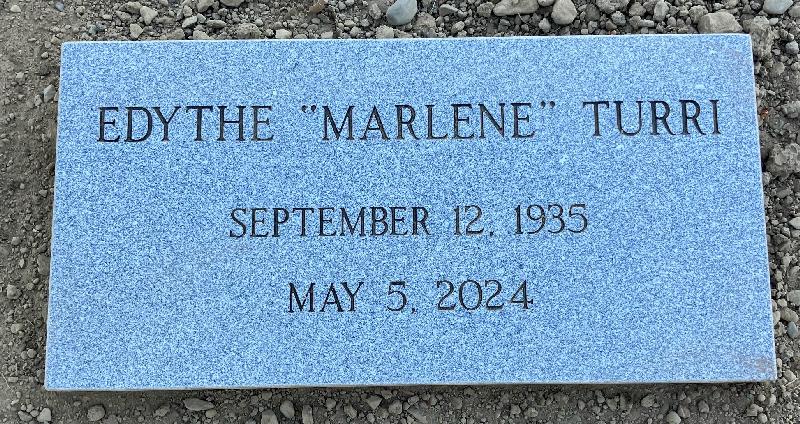 EDYTHE "MARLENE" TURRI
SEPTEMBER 12, 1935
MAY 5, 2024